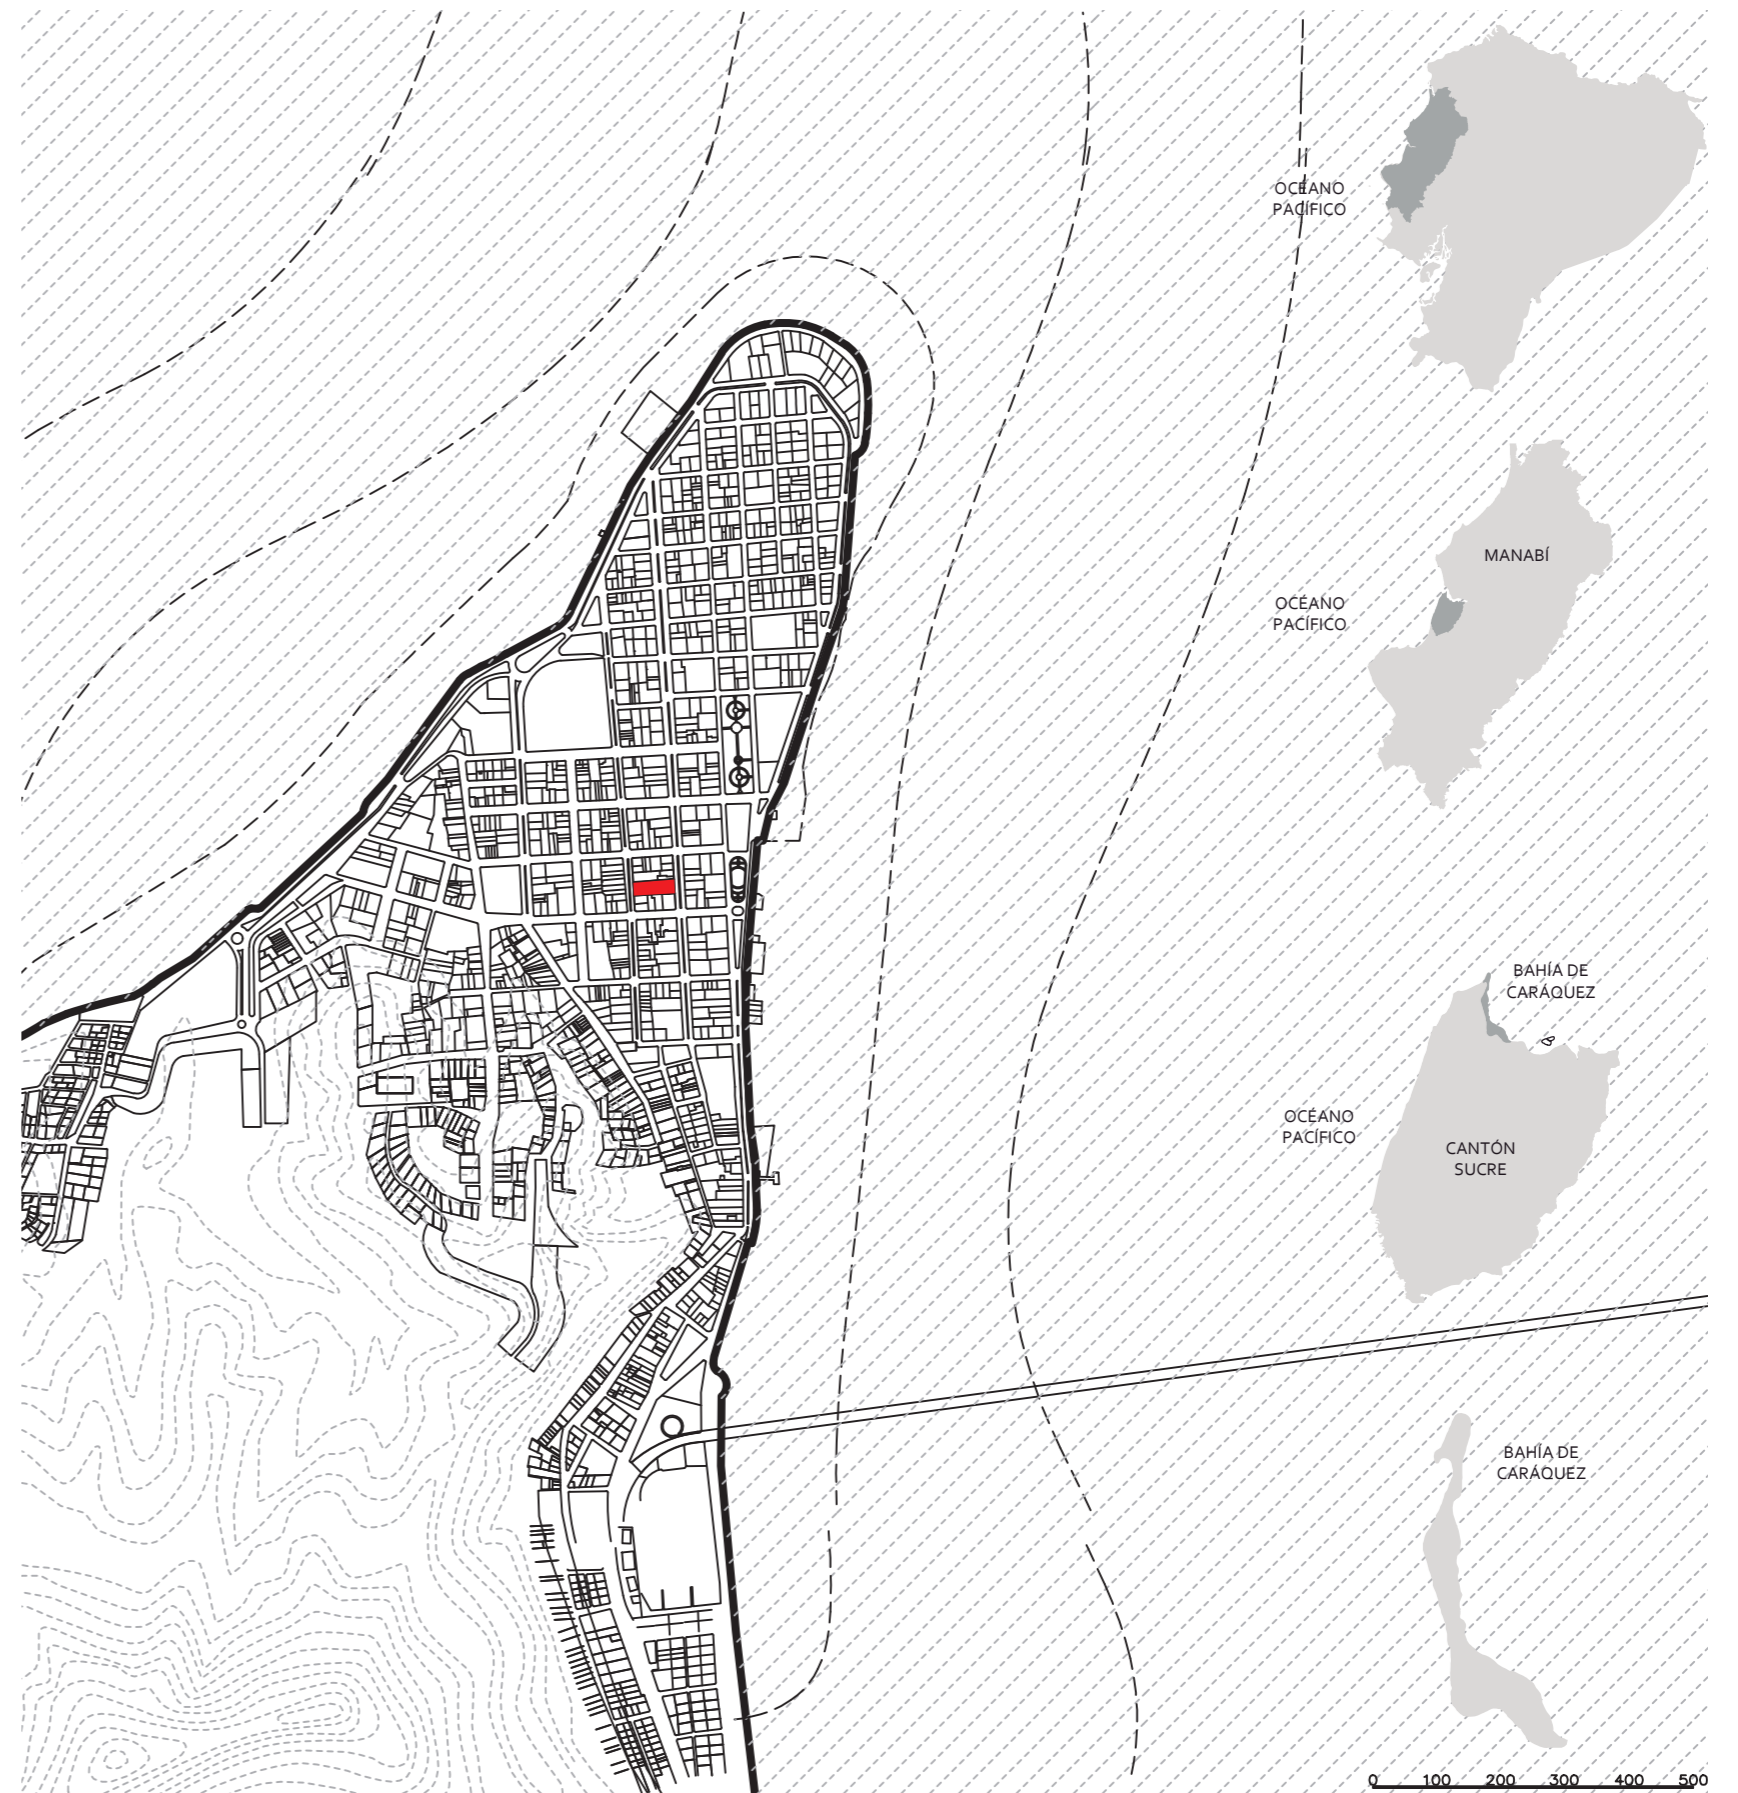 OCÉANO
PACÍFICO
MANABÍ
OCÉANO
PACÍFICO
BAHÍA DE
CARÁQUEZ
OCÉANO
PACÍFICO
CANTÓN
SUCRE
BAHÍA DE
CARÁQUEZ
0 100 200 300 400 500